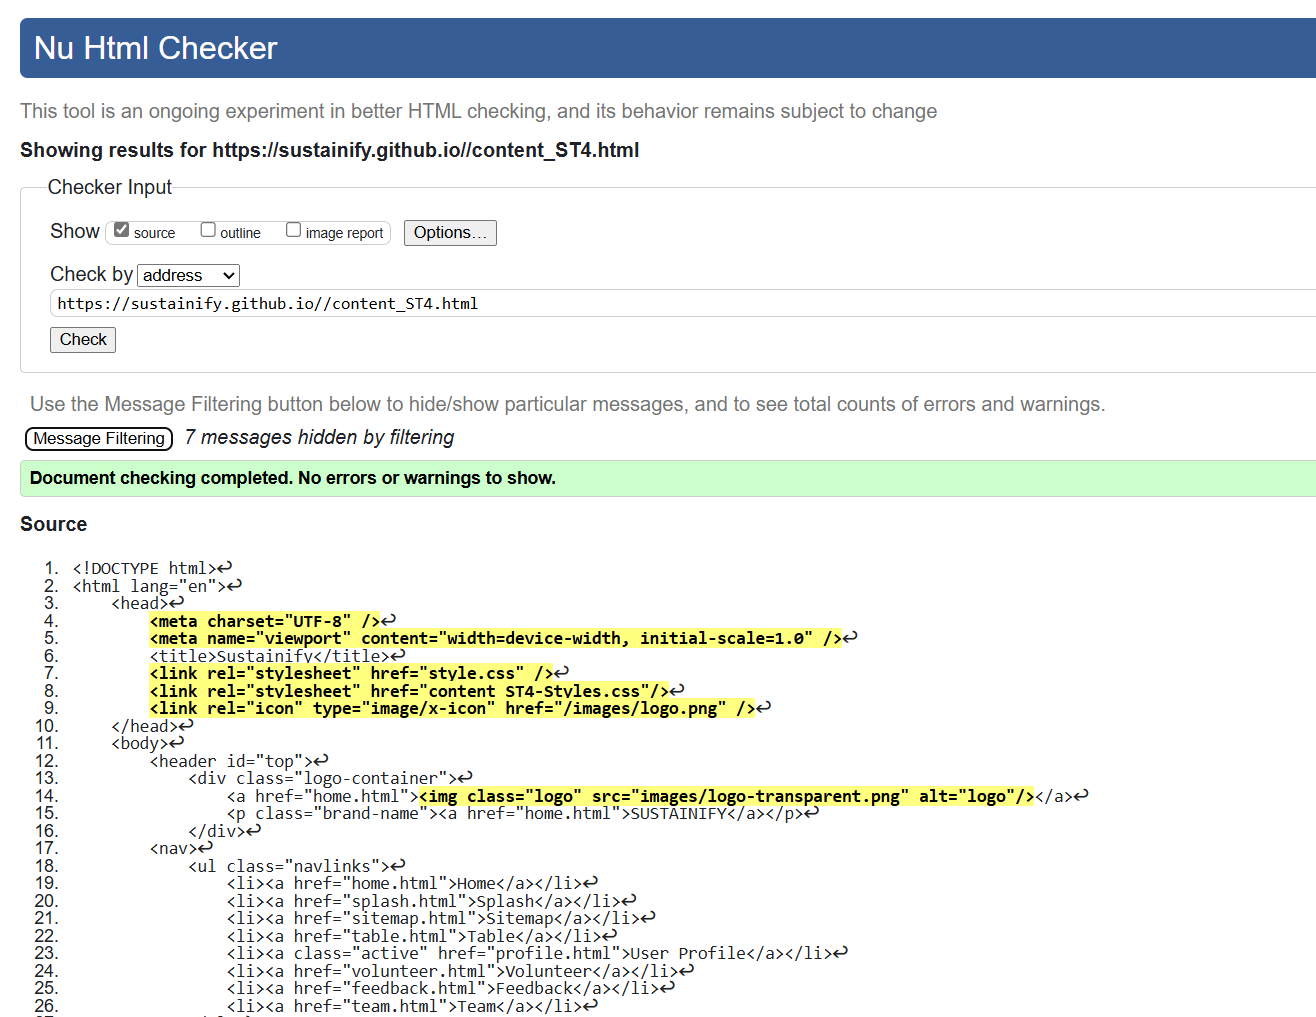 Nu Html Checker
This tool is an ongoing experiment in better HTML checking, and its behavior remains subject to change
Showing results for https://sustainify.github.io//content_ST4.html
Checker Input
Show source outline image report Options...
Check by address
https://sustainify.github.io//content_ST4.html
Check
Use the Message Filtering button below to hide/show particular messages, and to see total counts of errors and warnings.
Message Filtering 7 messages hidden by filtering
Document checking completed. No errors or warnings to show.
Source
1. <!DOCTYPE html>↩
2. <html lang="en">↩
3. <head>↩
4. <meta charset="UTF-8" />↩
5. <meta name="viewport" content="width=device-width, initial-scale=1.0" />↩
6. <title>Sustainify</title>↩
7. <link rel="stylesheet" href="style.css" />↩
8. <link rel="stylesheet" href="content_ST4-Styles.css"/>↩
9. <link rel="icon" type="image/x-icon" href="/images/logo.png" />↩
10. </head>↩
11. <body>↩
12. <header id="top">↩
13. <div class="logo-container">↩
14. <a href="home.html"><img class="logo" src="images/logo-transparent.png" alt="logo"/></a>↩
15. <p class="brand-name"><a href="home.html">SUSTAINIFY</a></p>↩
16. </div>↩
17. <nav>↩
18. <ul class="navlinks">↩
19. <li><a href="home.html">Home</a></li>↩
20. <li><a href="splash.html">Splash</a></li>↩
21. <li><a href="sitemap.html">Sitemap</a></li>↩
22. <li><a href="table.html">Table</a></li>↩
23. <li><a class="active" href="profile.html">User Profile</a></li>↩
24. <li><a href="volunteer.html">Volunteer</a></li>↩
25. <li><a href="feedback.html">Feedback</a></li>↩
26. <li><a href="team.html">Team</a></li>↩